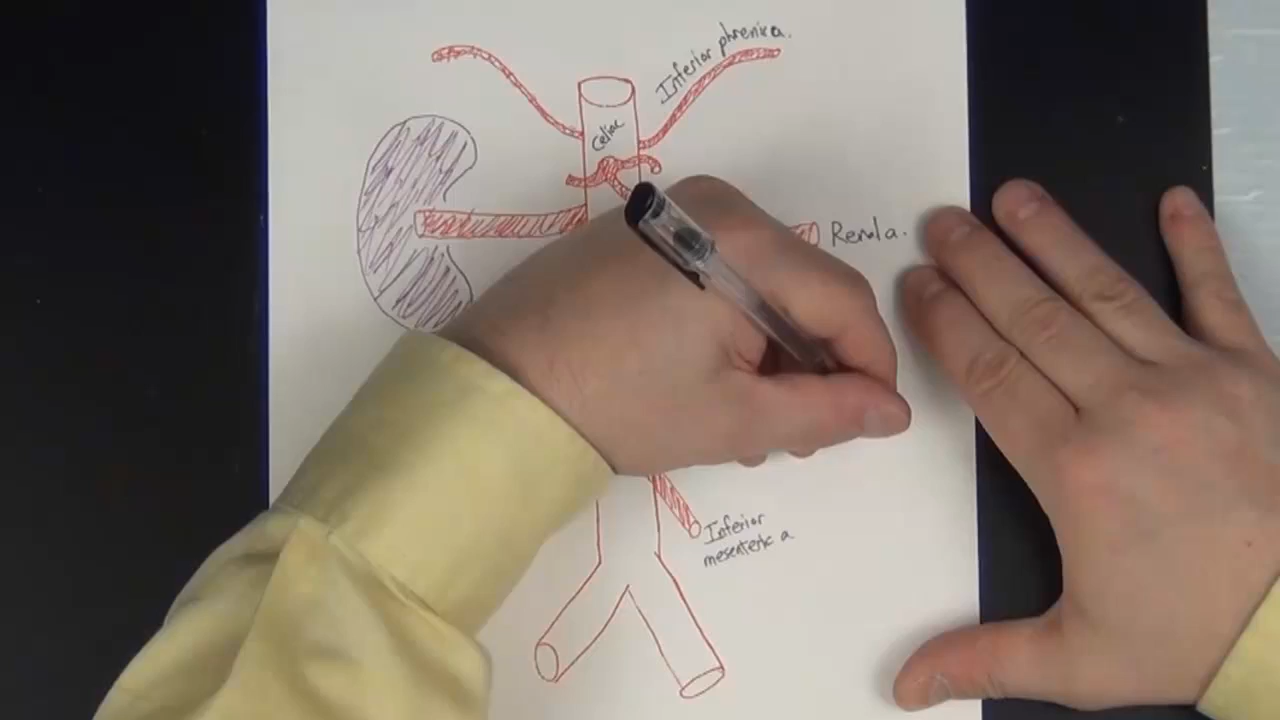 Inferior phrenic a.
Celiac
Renal a.
Inferior
mesenteric a